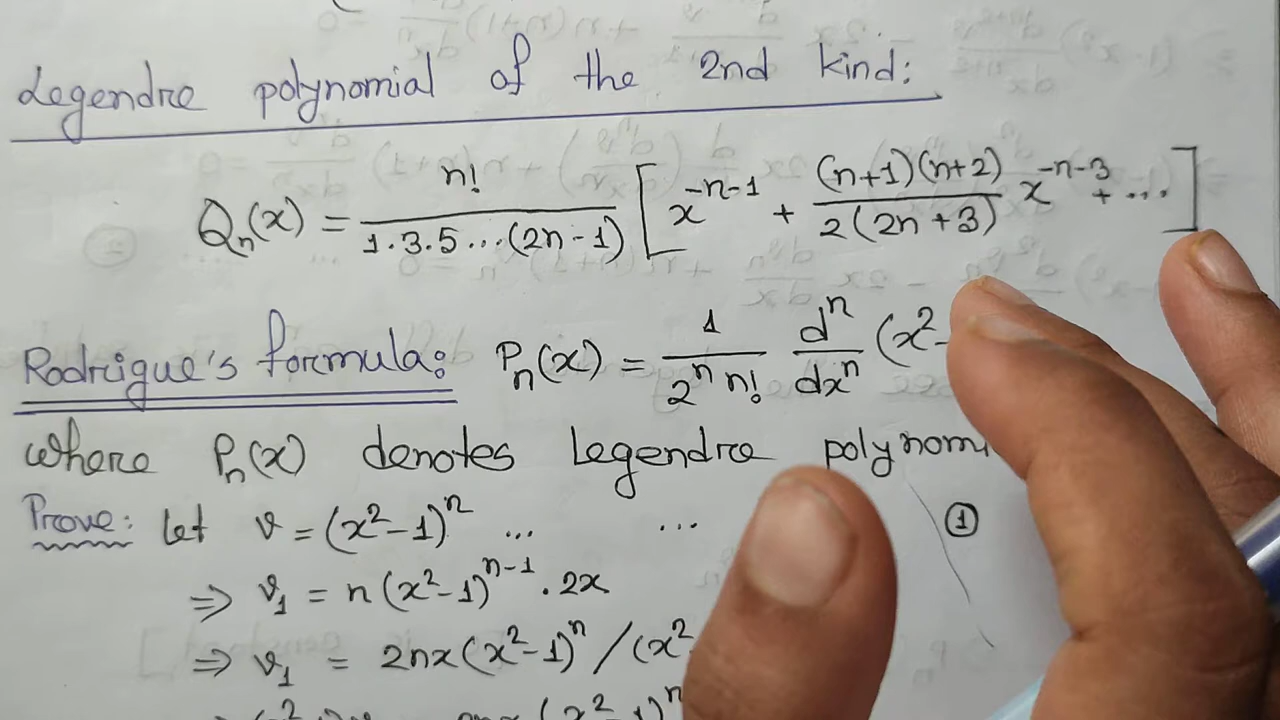 Legendre polynomial of the 2nd kind:
Qn(x) = n! / 1·3·5...(2n-1) [x^{-n-1} + (n+1)(n+2) / 2(2n+3) x^{-n-3} + ...]
Rodrigue's formula: Pn(x) = 1 / 2^n n! d^n / dx^n (x^2-
where Pn(x) denotes Legendre polynomi
Prove: Let v = (x^2-1)^n ... ... ①
⇒ v1 = n(x^2-1)^{n-1} . 2x
⇒ v1 = 2nx(x^2-1)^n / (x^2-